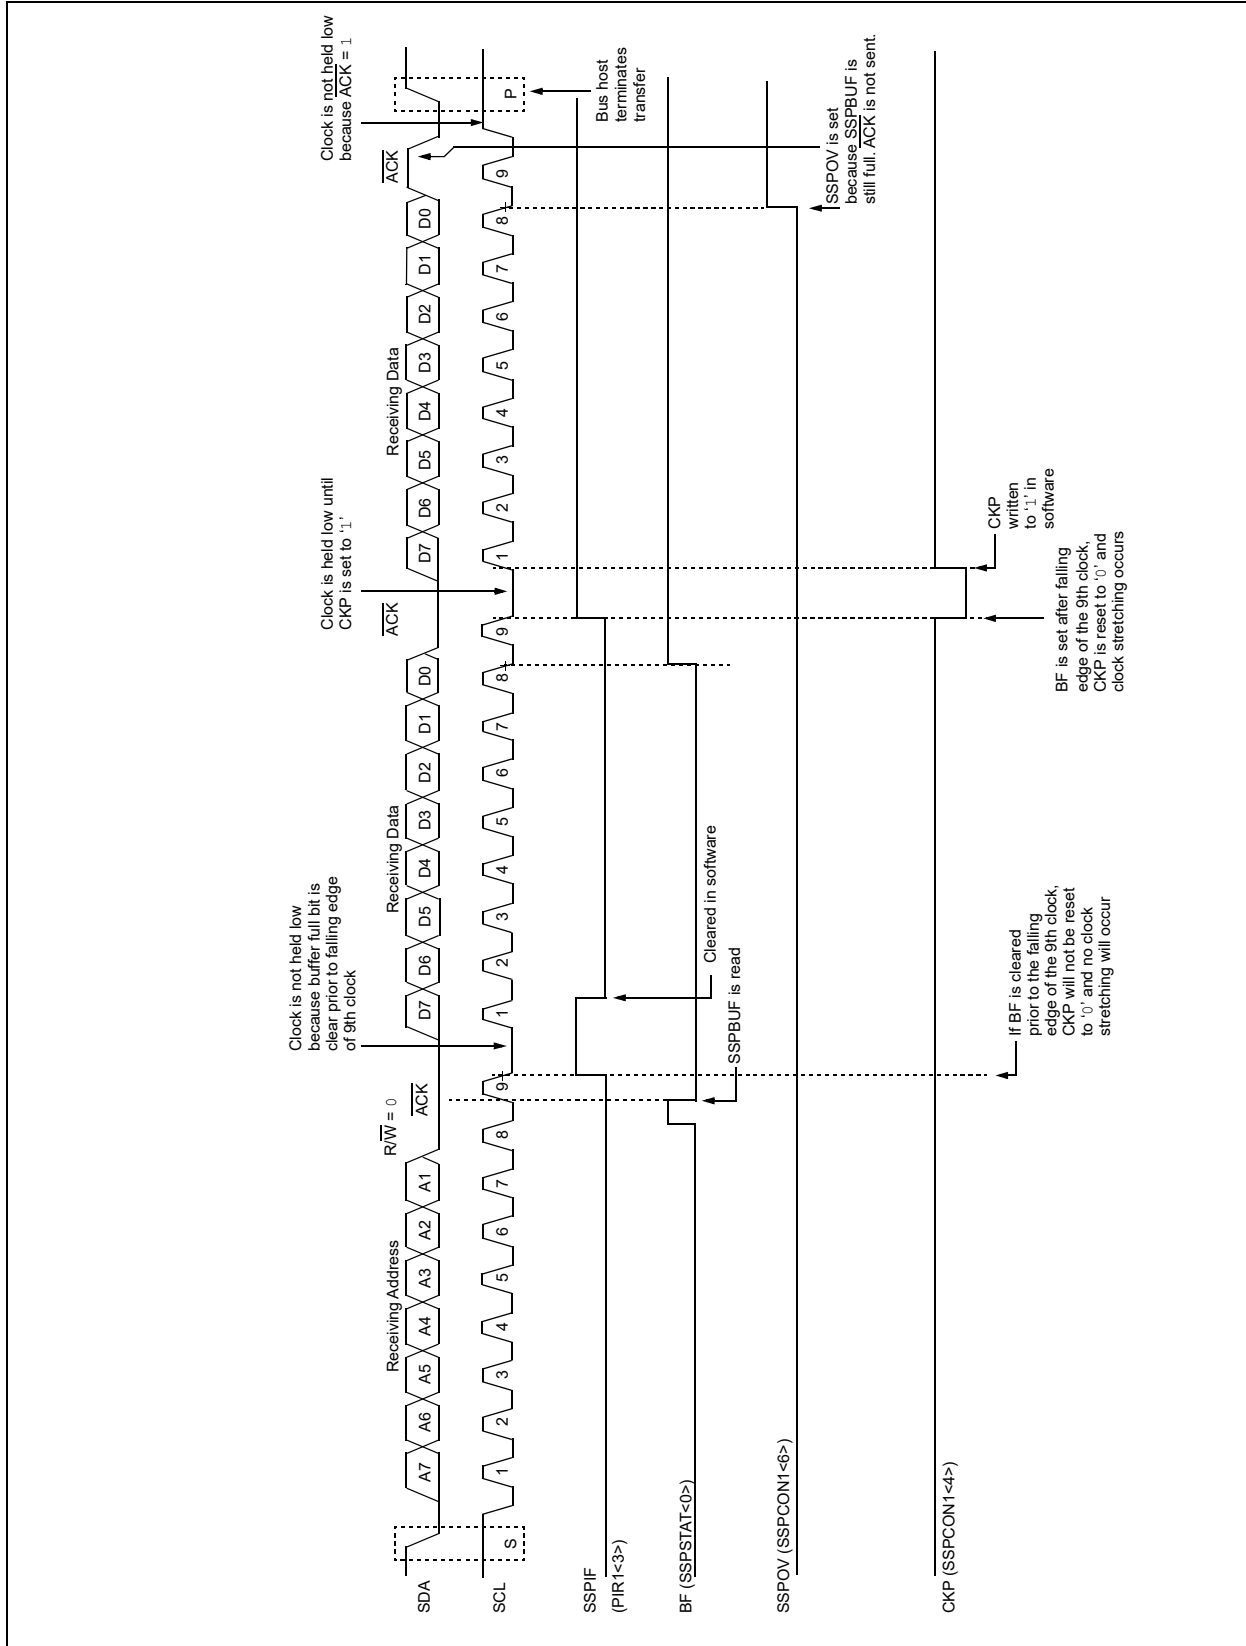 Clock is not held low
because buffer full bit is
clear prior to falling edge
of 9th clock
Clock is held low until
CKP is set to ‘1’
Clock is not held low
because ACK = 1
R/W = 0
Receiving Address
ACK
Receiving Data
ACK
Receiving Data
ACK
SDA
A7 A6 A5 A4 A3 A2 A1
D7 D6 D5 D4 D3 D2 D1 D0
D7 D6 D5 D4 D3 D2 D1 D0
SCL
S
1 2 3 4 5 6 7 8 9
1 2 3 4 5 6 7 8 9
1 2 3 4 5 6 7 8 9
P
SSPIF
(PIR1<3>)
Bus host
terminates
transfer
BF (SSPSTAT<0>)
Cleared in software
SSPBUF is read
SSPOV (SSPCON1<6>)
SSPOV is set
because SSPBUF is
still full. ACK is not sent.
CKP (SSPCON1<4>)
CKP
written
to ‘1’ in
software
If BF is cleared
prior to the falling
edge of the 9th clock,
CKP will not be reset
to ‘0’ and no clock
stretching will occur
BF is set after falling
edge of the 9th clock,
CKP is reset to ‘0’ and
clock stretching occurs